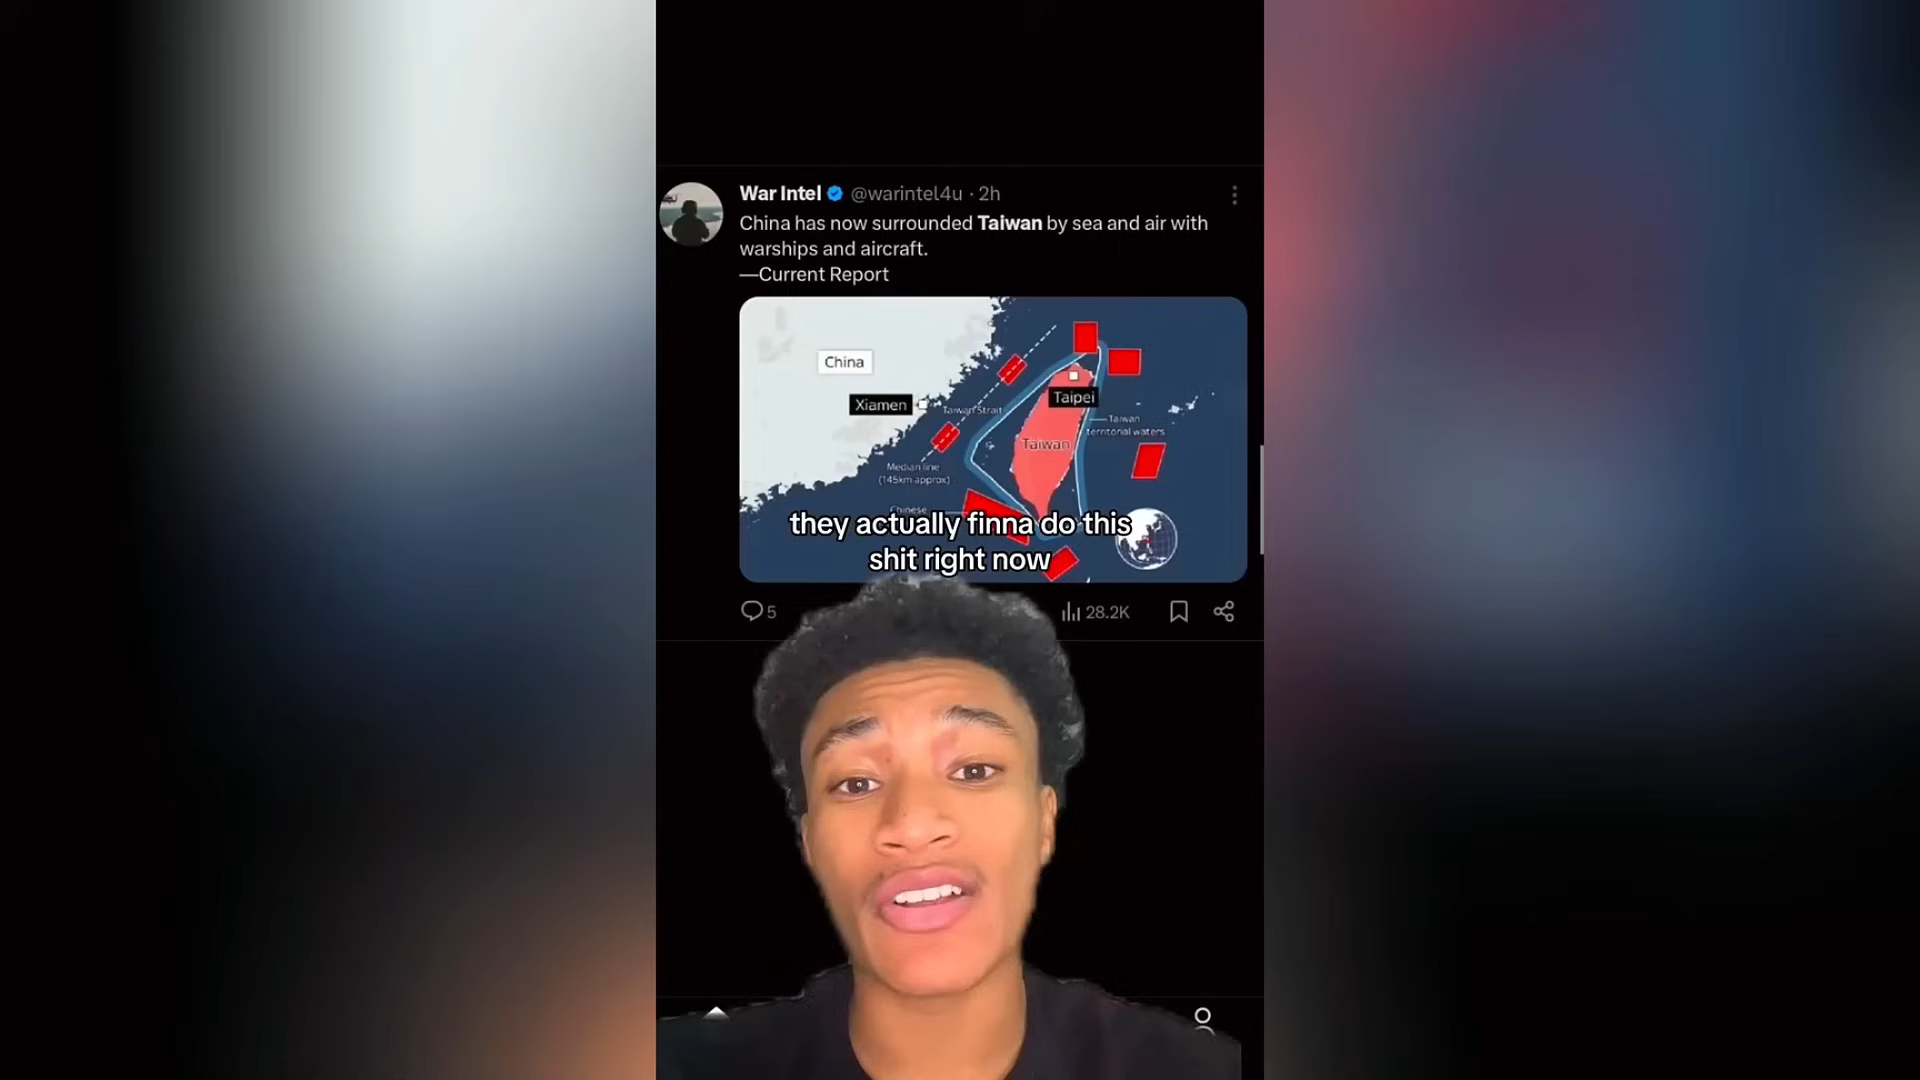 War Intel @warintel4u · 2h
China has now surrounded Taiwan by sea and air with
warships and aircraft.
—Current Report
China
Xiamen
Taiwan Strait
Taipei
Taiwan
territorial waters
Taiwan
Median line
(145km approx)
Chinese
they actually finna do this
shit right now
5
28.2K